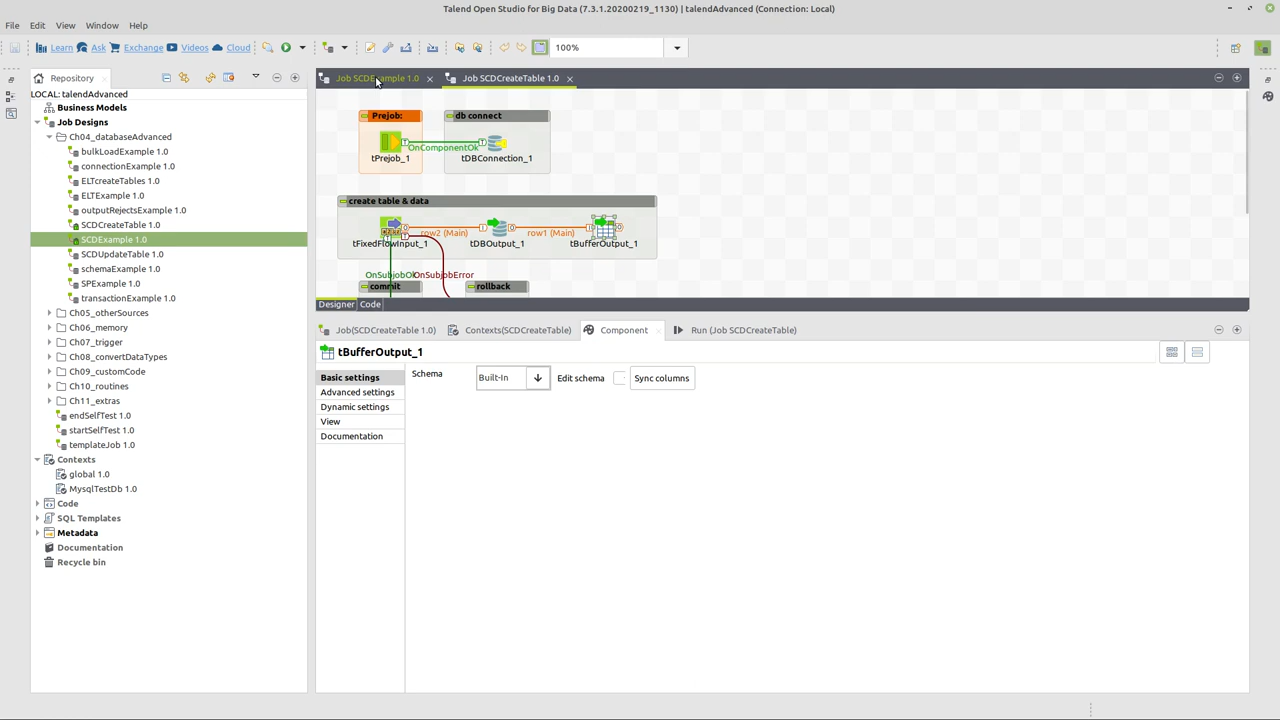 Talend Open Studio for Big Data (7.3.1.20200219_1130) | talendAdvanced (Connection: Local)
File Edit View Window Help
Learn Ask Exchange Videos Cloud 100%
Repository
Job SCDExample 1.0 Job SCDCreateTable 1.0
LOCAL: talendAdvanced
Business Models
Job Designs
Ch04_databaseAdvanced
bulkLoadExample 1.0
connectionExample 1.0
ELTcreateTables 1.0
ELTExample 1.0
outputRejectsExample 1.0
SCDCreateTable 1.0
SCDExample 1.0
SCDUpdateTable 1.0
schemaExample 1.0
SPExample 1.0
transactionExample 1.0
Ch05_otherSources
Ch06_memory
Ch07_trigger
Ch08_convertDataTypes
Ch09_customCode
Ch10_routines
Ch11_extras
endSelfTest 1.0
startSelfTest 1.0
templateJob 1.0
Contexts
global 1.0
MysqlTestDb 1.0
Code
SQL Templates
Metadata
Documentation
Recycle bin
Prejob: db connect
OnComponentOk
tPrejob_1 tDBConnection_1
create table & data
row2 (Main) row1 (Main)
tFixedFlowInput_1 tDBOutput_1 tBufferOutput_1
OnSubjobOk OnSubjobError
commit rollback
Designer Code
Job(SCDCreateTable 1.0) Contexts(SCDCreateTable) Component Run (Job SCDCreateTable)
tBufferOutput_1
Basic settings
Advanced settings
Dynamic settings
View
Documentation
Schema Built-In Edit schema Sync columns